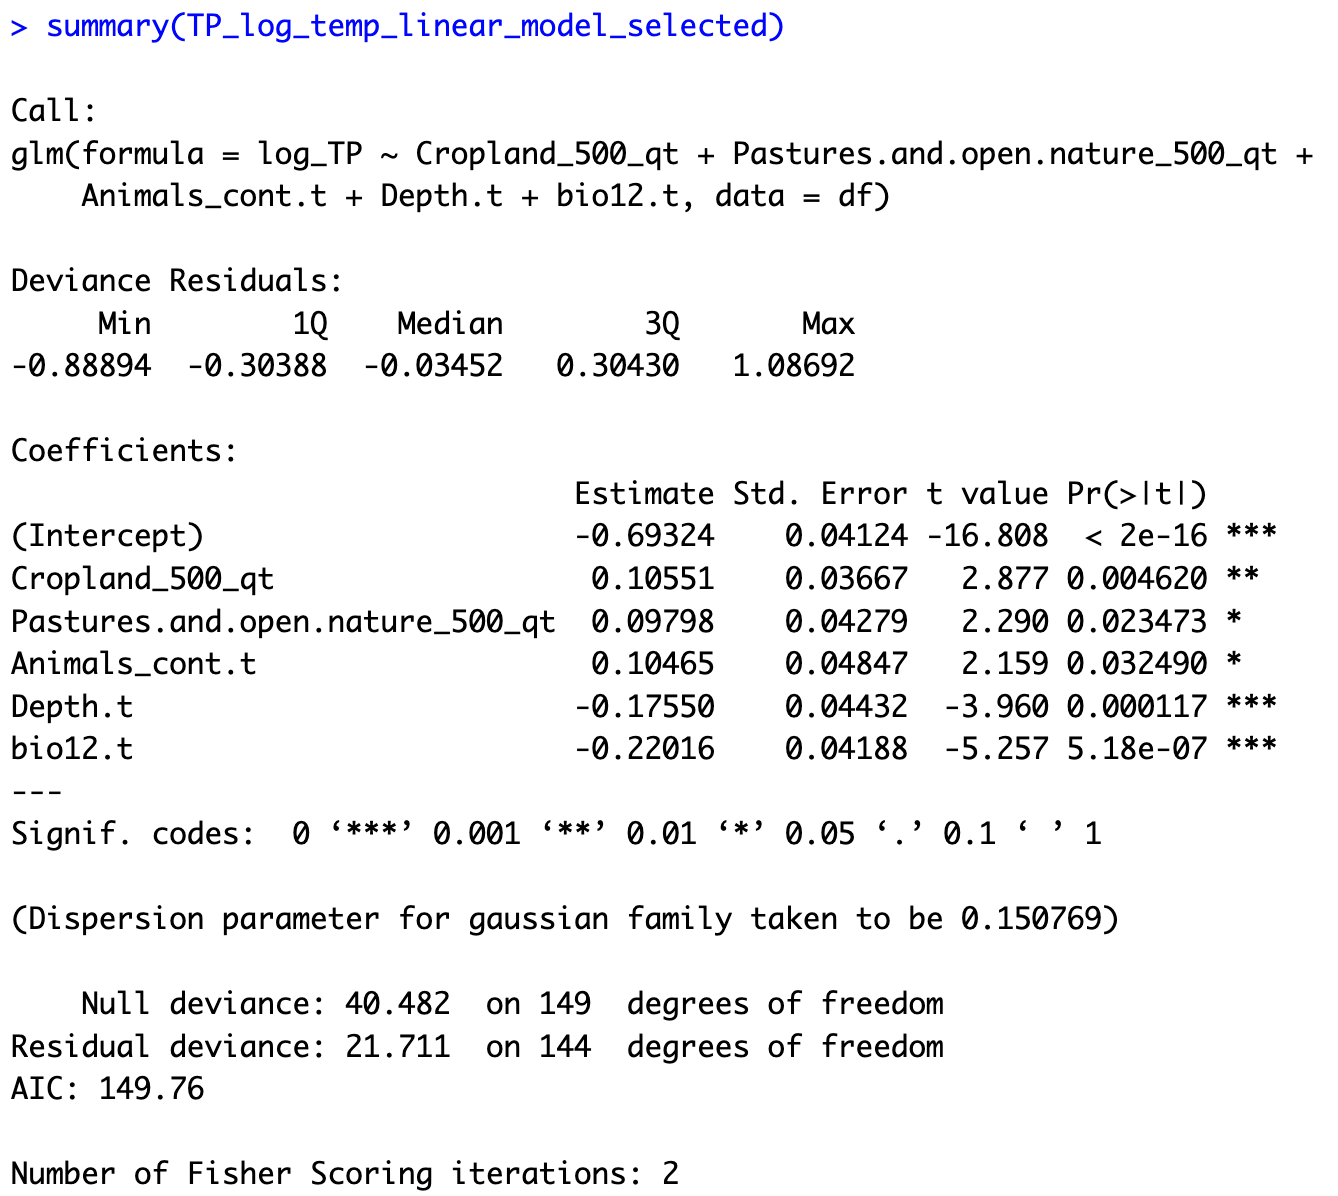 > summary(TP_log_temp_linear_model_selected)
Call:
glm(formula = log_TP ~ Cropland_500_qt + Pastures.and.open.nature_500_qt +
    Animals_cont.t + Depth.t + bio12.t, data = df)
Deviance Residuals:
     Min        1Q    Median        3Q       Max
-0.88894  -0.30388  -0.03452   0.30430   1.08692
Coefficients:
                                Estimate Std. Error t value Pr(>|t|)
(Intercept)                     -0.69324    0.04124 -16.808  < 2e-16 ***
Cropland_500_qt                  0.10551    0.03667   2.877 0.004620 **
Pastures.and.open.nature_500_qt  0.09798    0.04279   2.290 0.023473 *
Animals_cont.t                   0.10465    0.04847   2.159 0.032490 *
Depth.t                         -0.17550    0.04432  -3.960 0.000117 ***
bio12.t                         -0.22016    0.04188  -5.257 5.18e-07 ***
---
Signif. codes:  0 ‘***’ 0.001 ‘**’ 0.01 ‘*’ 0.05 ‘.’ 0.1 ‘ ’ 1
(Dispersion parameter for gaussian family taken to be 0.150769)
    Null deviance: 40.482  on 149  degrees of freedom
Residual deviance: 21.711  on 144  degrees of freedom
AIC: 149.76
Number of Fisher Scoring iterations: 2